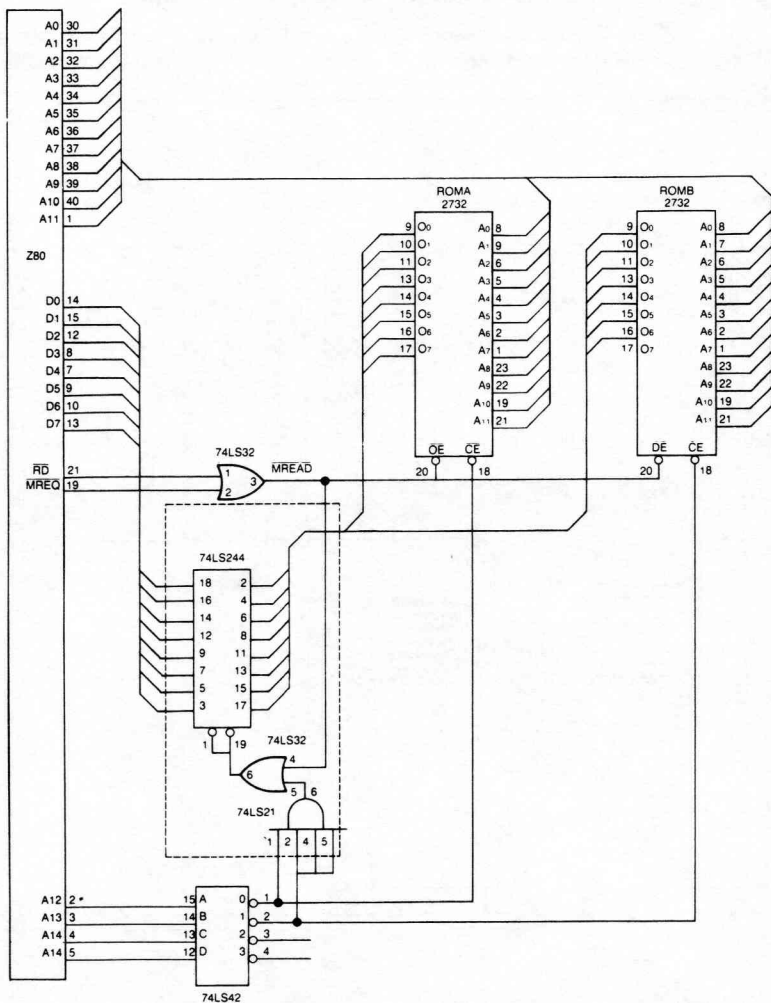 A0 30
A1 31
A2 32
A3 33
A4 34
A5 35
A6 36
A7 37
A8 38
A9 39
A10 40
A11 1
Z80
D0 14
D1 15
D2 12
D3 8
D4 7
D5 9
D6 10
D7 13
RD 21
MREQ 19
74LS32
1
2
3
MREAD
ROMA
2732
9 O0 A0 8
10 O1 A1 9
11 O2 A2 6
13 O3 A3 5
14 O4 A4 4
15 O5 A5 3
16 O6 A6 2
17 O7 A7 1
A8 23
A9 22
A10 19
A11 21
OE CE
20 18
ROMB
2732
9 O0 A0 8
10 O1 A1 7
11 O2 A2 6
13 O3 A3 5
14 O4 A4 4
15 O5 A5 3
16 O6 A6 2
17 O7 A7 1
A8 23
A9 22
A10 19
A11 21
DE CE
20 18
74LS244
18 2
16 4
14 6
12 8
9 11
7 13
5 15
3 17
1 19
74LS32
4
6
5 6
74LS21
1 2 4 5
A12 2 15 A 0 1
A13 3 14 B 1 2
A14 4 13 C 2 3
A14 5 12 D 3 4
74LS42